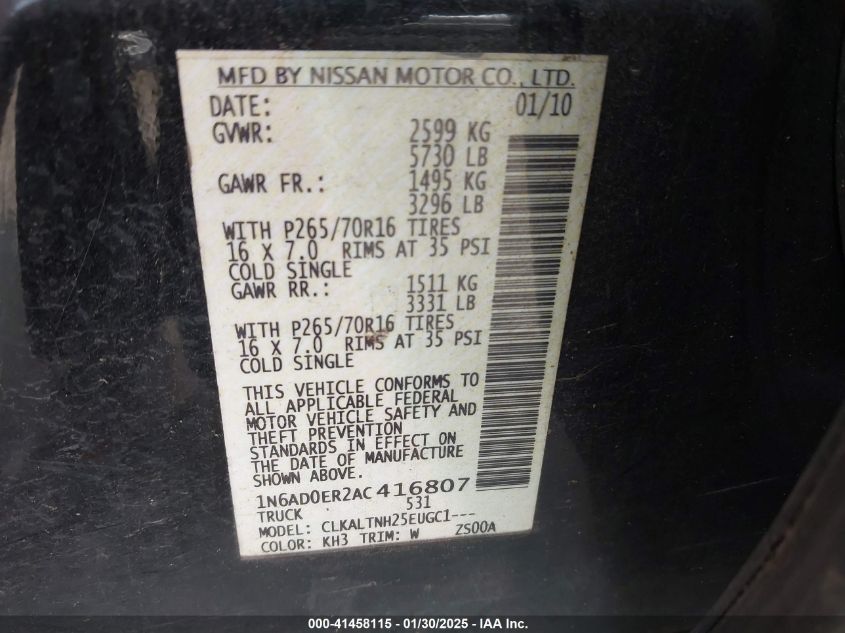 MFD BY NISSAN MOTOR CO., LTD.
DATE: 01/10
GVWR: 2599 KG
5730 LB
GAWR FR.: 1495 KG
3296 LB
WITH P265/70R16 TIRES
16 X 7.0 RIMS AT 35 PSI
COLD SINGLE
GAWR RR.: 1511 KG
3331 LB
WITH P265/70R16 TIRES
16 X 7.0 RIMS AT 35 PSI
COLD SINGLE
THIS VEHICLE CONFORMS TO
ALL APPLICABLE FEDERAL
MOTOR VEHICLE SAFETY AND
THEFT PREVENTION
STANDARDS IN EFFECT ON
THE DATE OF MANUFACTURE
SHOWN ABOVE.
1N6AD0ER2AC416807
TRUCK 531
MODEL: CLKALTNH25EUGC1---
COLOR: KH3 TRIM: W ZS00A
000-41458115 - 01/30/2025 - IAA Inc.